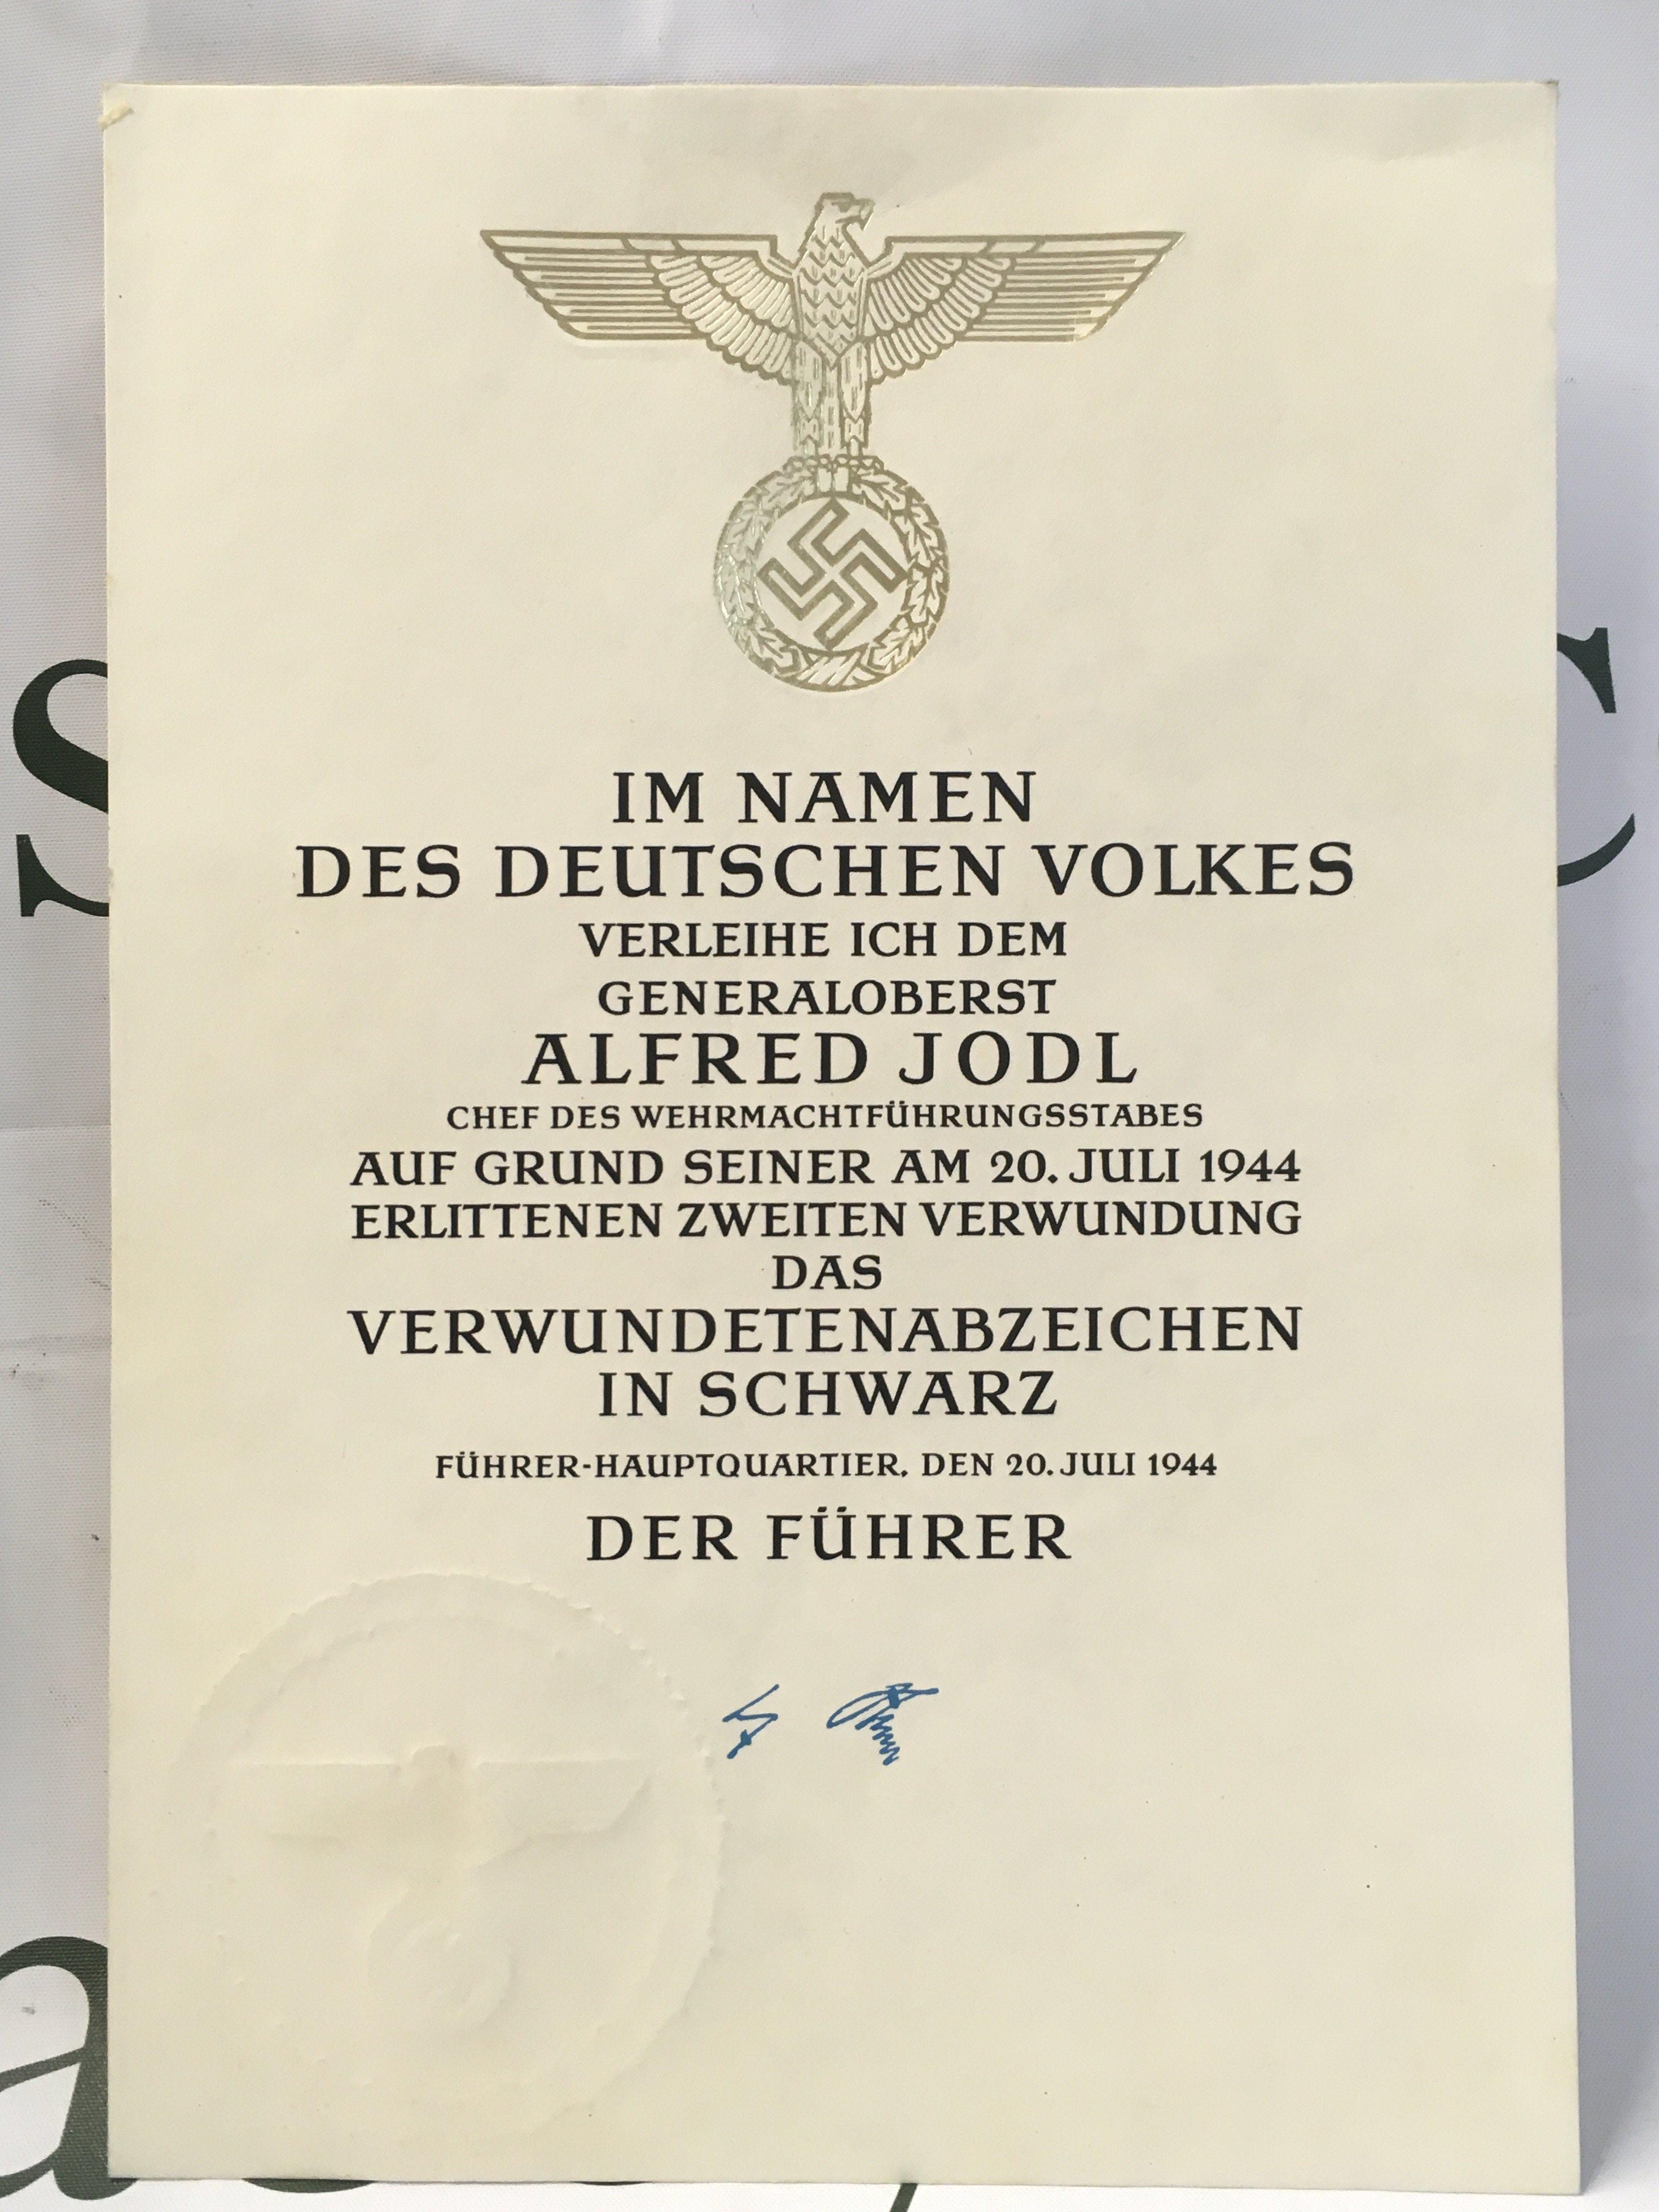 IM NAMEN
DES DEUTSCHEN VOLKES
VERLEIHE ICH DEM
GENERALOBERST
ALFRED JODL
CHEF DES WEHRMACHTFÜHRUNGSSTABES
AUF GRUND SEINER AM 20. JULI 1944
ERLITTENEN ZWEITEN VERWUNDUNG
DAS
VERWUNDETENABZEICHEN
IN SCHWARZ
FÜHRER-HAUPTQUARTIER, DEN 20. JULI 1944
DER FÜHRER